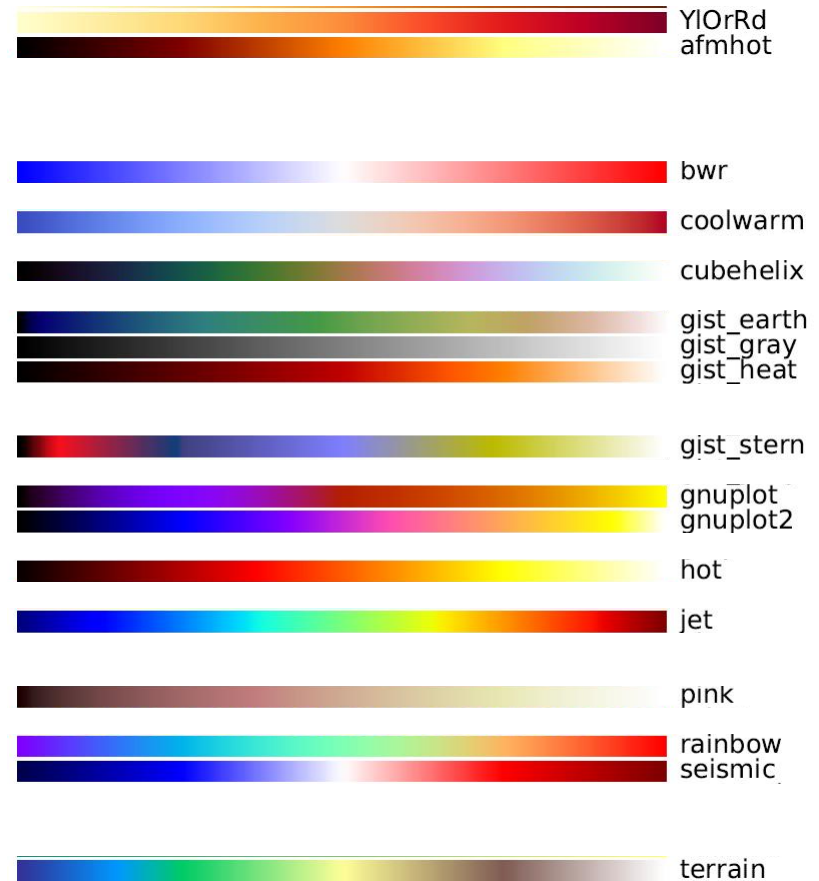 YlOrRd
afmhot
bwr
coolwarm
cubehelix
gist_earth
gist_gray
gist_heat
gist_stern
gnuplot
gnuplot2
hot
jet
pink
rainbow
seismic
terrain